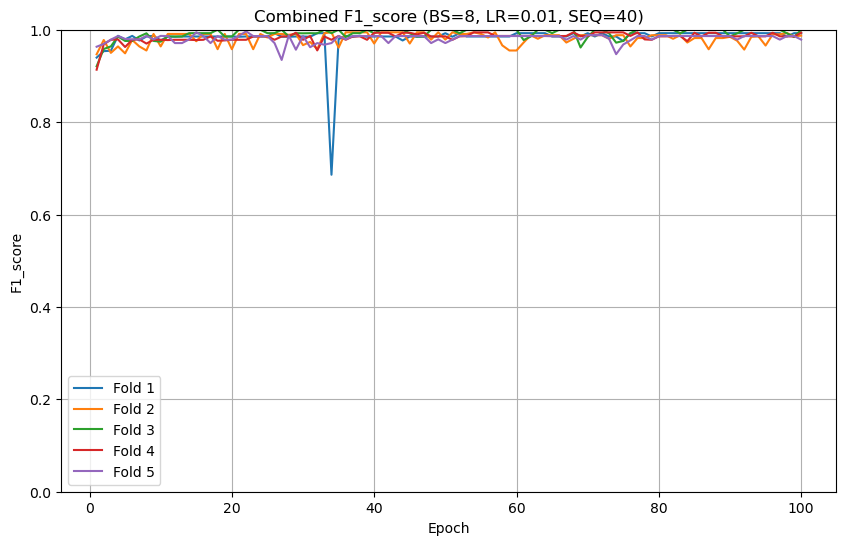 Combined F1_score (BS=8, LR=0.01, SEQ=40)
F1_score
1.0
0.8
0.6
0.4
0.2
0.0
Fold 1
Fold 2
Fold 3
Fold 4
Fold 5
0 20 40 60 80 100
Epoch